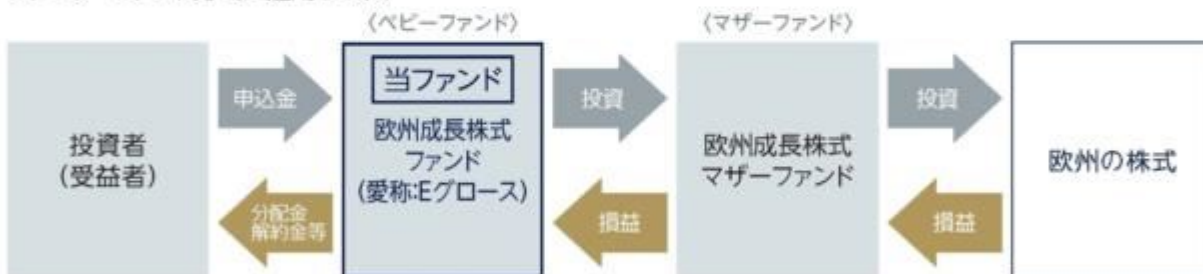 〈ベビーファンド〉
〈マザーファンド〉
投資者
(受益者)
申込金
分配金
解約金等
当ファンド
欧州成長株式
ファンド
(愛称:Eグロース)
投資
損益
欧州成長株式
マザーファンド
投資
損益
欧州の株式